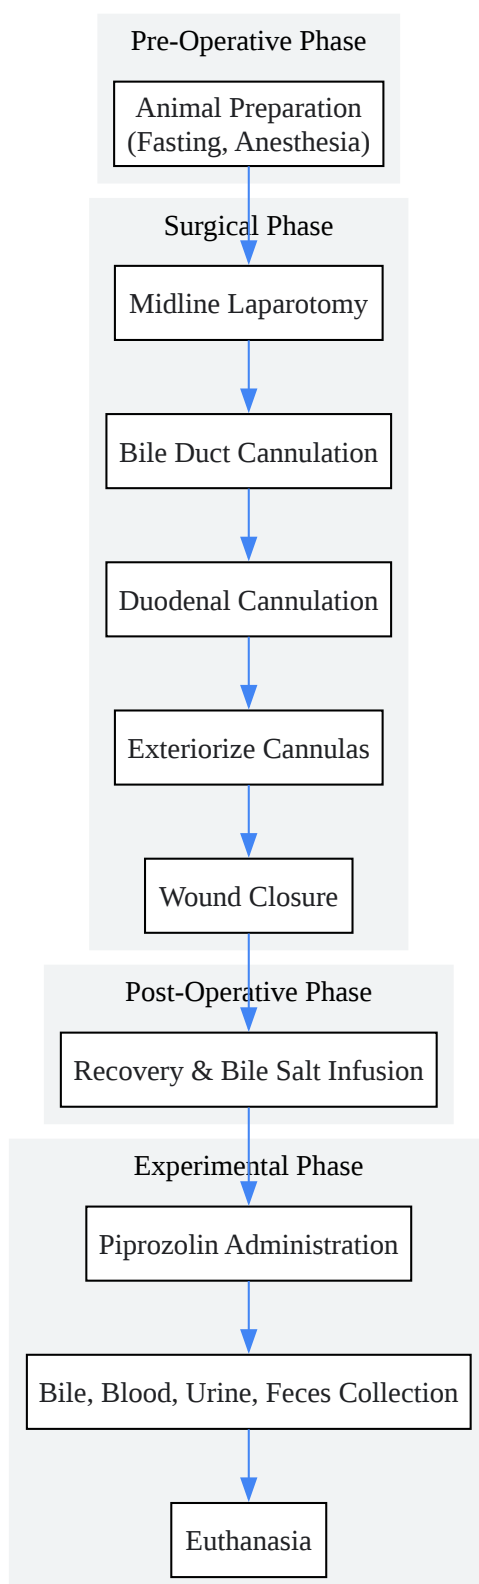 Pre-Operative Phase
Animal Preparation
(Fasting, Anesthesia)
Surgical Phase
Midline Laparotomy
Bile Duct Cannulation
Duodenal Cannulation
Exteriorize Cannulas
Wound Closure
Post-Operative Phase
Recovery & Bile Salt Infusion
Experimental Phase
Piprozolin Administration
Bile, Blood, Urine, Feces Collection
Euthanasia